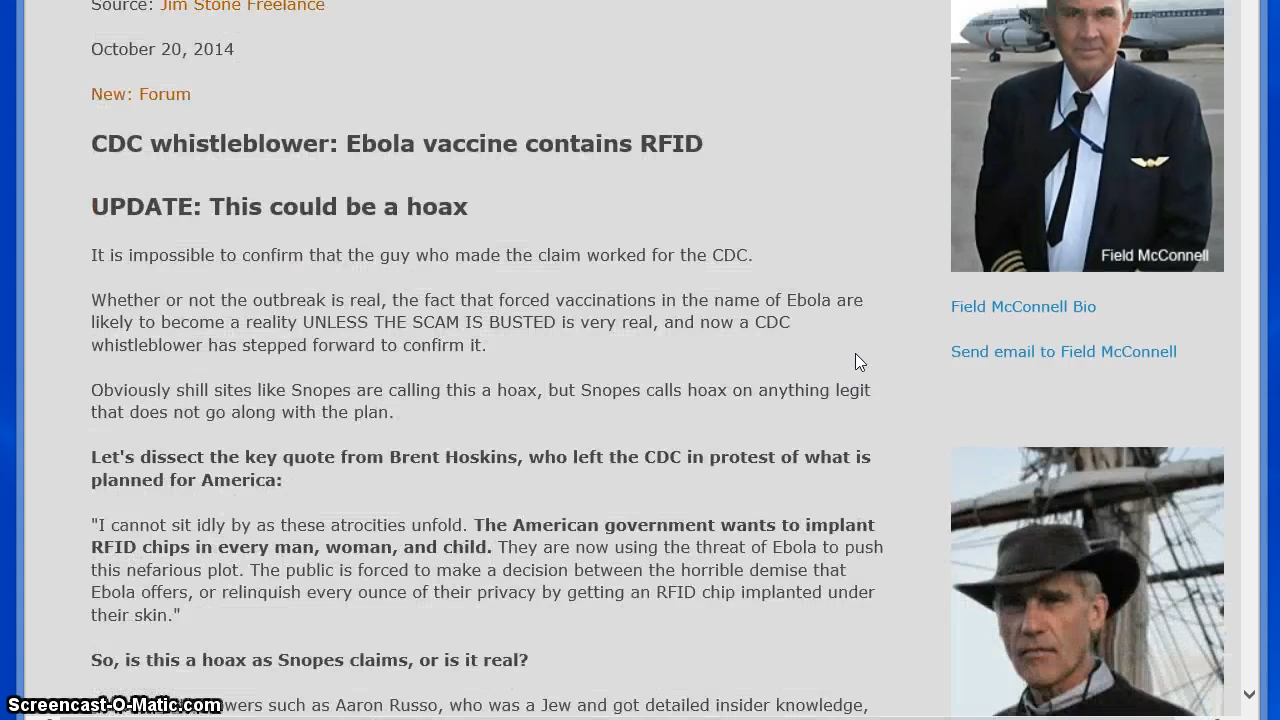 Source: Jim Stone Freelance
October 20, 2014
New: Forum
CDC whistleblower: Ebola vaccine contains RFID
UPDATE: This could be a hoax
It is impossible to confirm that the guy who made the claim worked for the CDC.
Whether or not the outbreak is real, the fact that forced vaccinations in the name of Ebola are
likely to become a reality UNLESS THE SCAM IS BUSTED is very real, and now a CDC
whistleblower has stepped forward to confirm it.
Obviously shill sites like Snopes are calling this a hoax, but Snopes calls hoax on anything legit
that does not go along with the plan.
Let's dissect the key quote from Brent Hoskins, who left the CDC in protest of what is
planned for America:
"I cannot sit idly by as these atrocities unfold. The American government wants to implant
RFID chips in every man, woman, and child. They are now using the threat of Ebola to push
this nefarious plot. The public is forced to make a decision between the horrible demise that
Ebola offers, or relinquish every ounce of their privacy by getting an RFID chip implanted under
their skin."
So, is this a hoax as Snopes claims, or is it real?
such as Aaron Russo, who was a Jew and got detailed insider knowledge,
Field McConnell
Field McConnell Bio
Send email to Field McConnell
Screencast-O-Matic.com